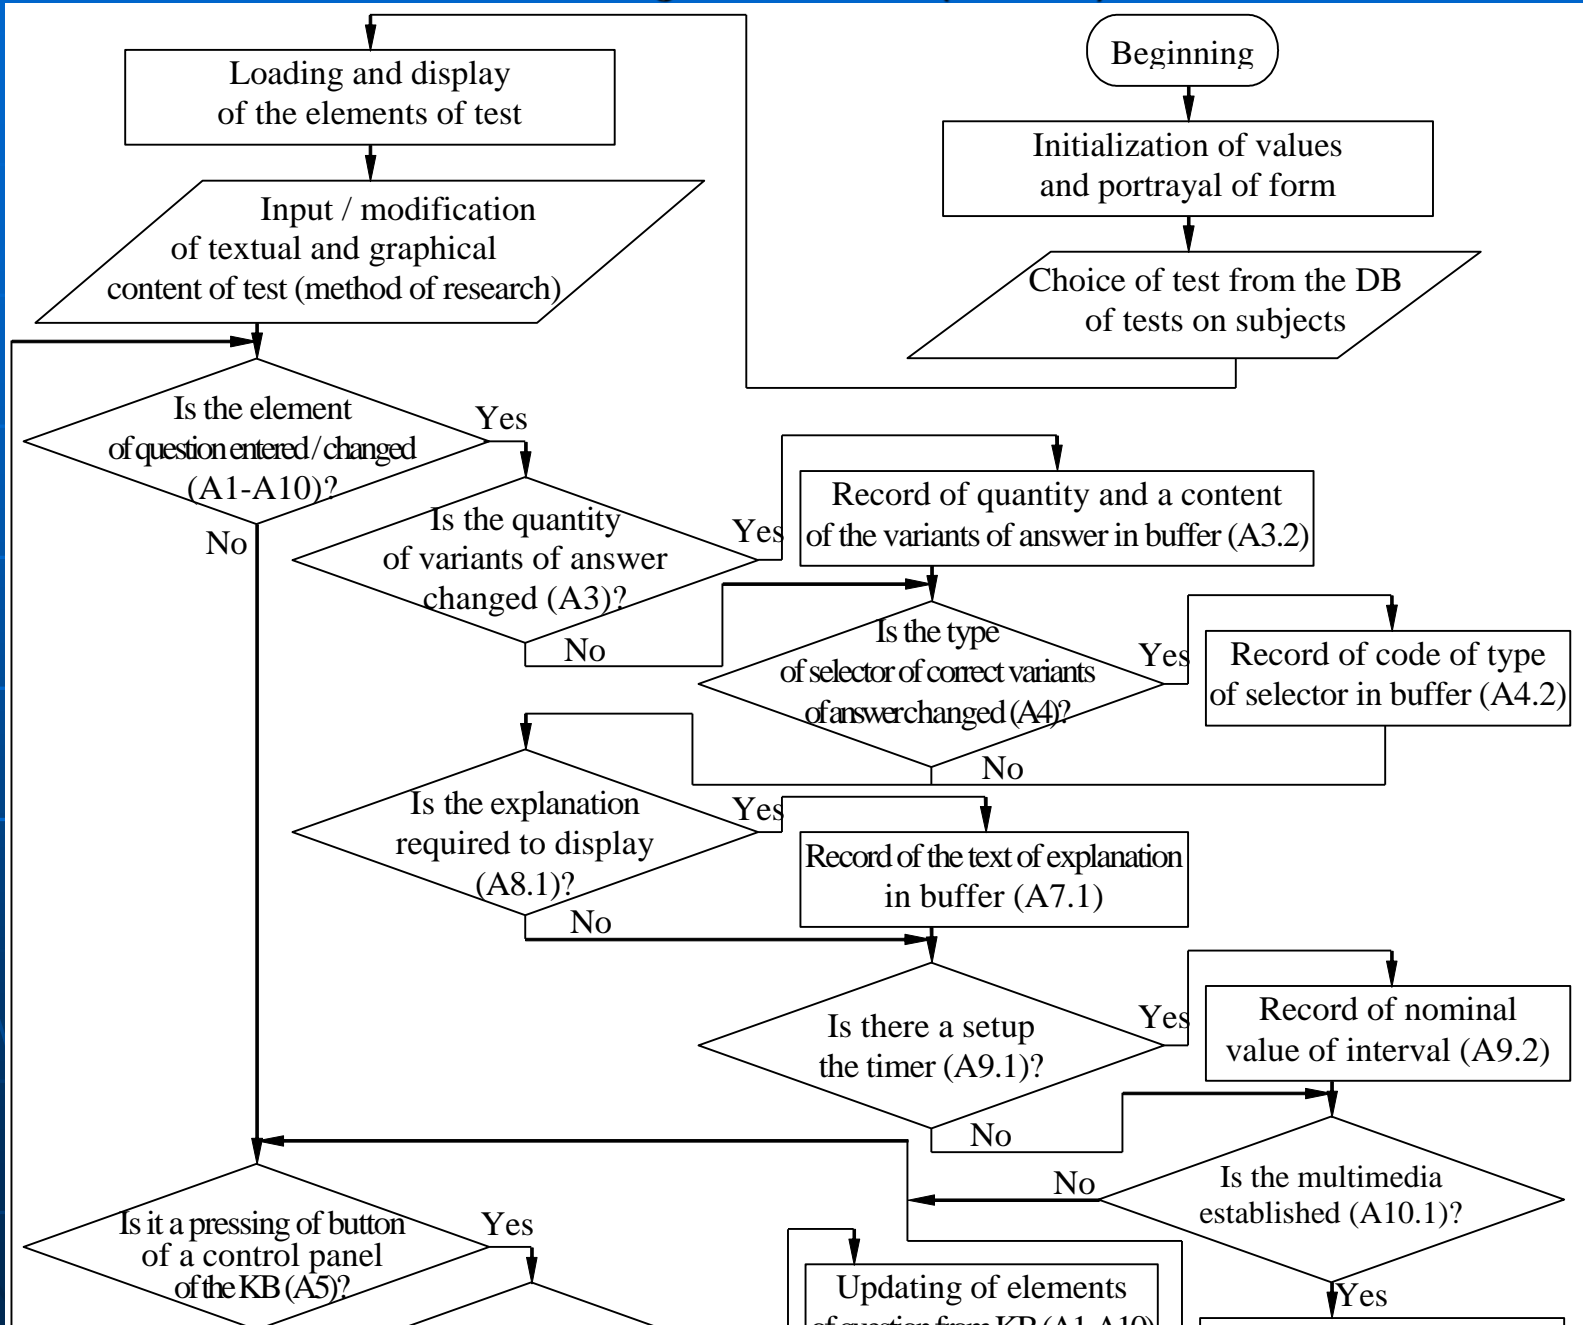 Beginning
Initialization of values
and portrayal of form
Choice of test from the DB
of tests on subjects
Loading and display
of the elements of test
Input / modification
of textual and graphical
content of test (method of research)
Is the element
of question entered / changed
(A1-A10)?
Yes
No
Is the quantity
of variants of answer
changed (A3)?
Yes
No
Record of quantity and a content
of the variants of answer in buffer (A3.2)
Is the type
of selector of correct variants
of answer changed (A4)?
Yes
No
Record of code of type
of selector in buffer (A4.2)
Is the explanation
required to display
(A8.1)?
Yes
No
Record of the text of explanation
in buffer (A7.1)
Is there a setup
the timer (A9.1)?
Yes
No
Record of nominal
value of interval (A9.2)
Is the multimedia
established (A10.1)?
No
Yes
Is it a pressing of button
of a control panel
of the KB (A5)?
Yes
Updating of elements
of question from KB (A1-A10)